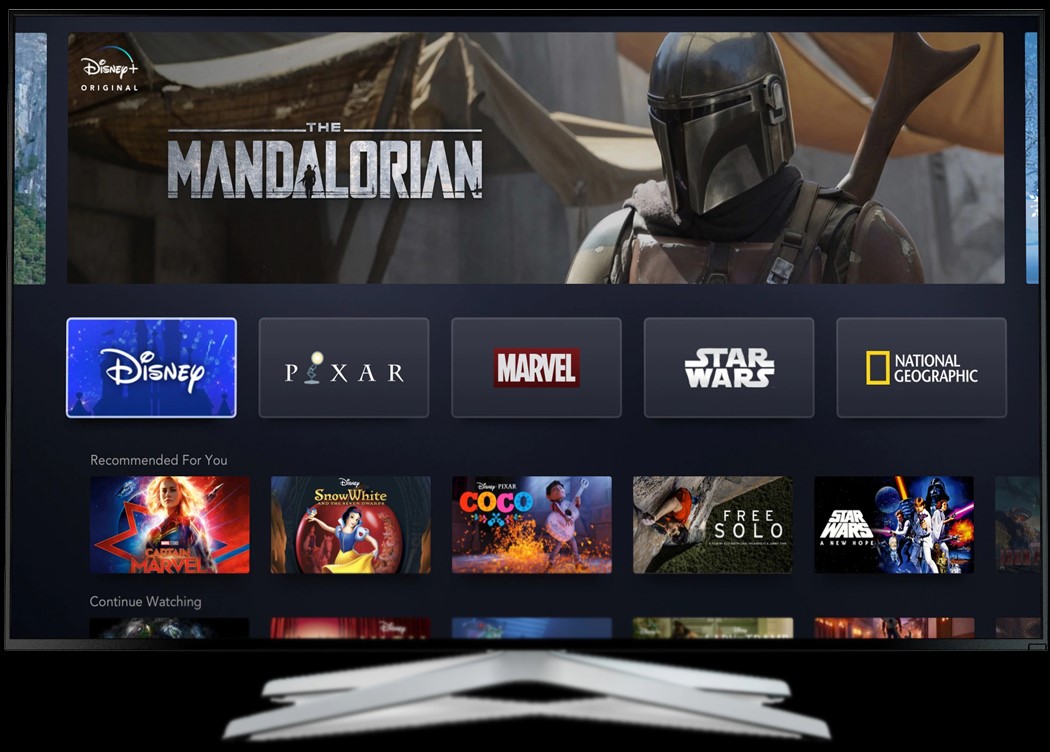 Disney+
ORIGINAL
THE
MANDALORIAN
Disney
PIXAR
MARVEL
STAR
WARS
NATIONAL
GEOGRAPHIC
Recommended For You
CAPTAIN
MARVEL
Disney
SNOW WHITE
AND THE SEVEN DWARFS
Disney · PIXAR
COCO
FREE
SOLO
STAR
WARS
A NEW HOPE
Continue Watching
Disney